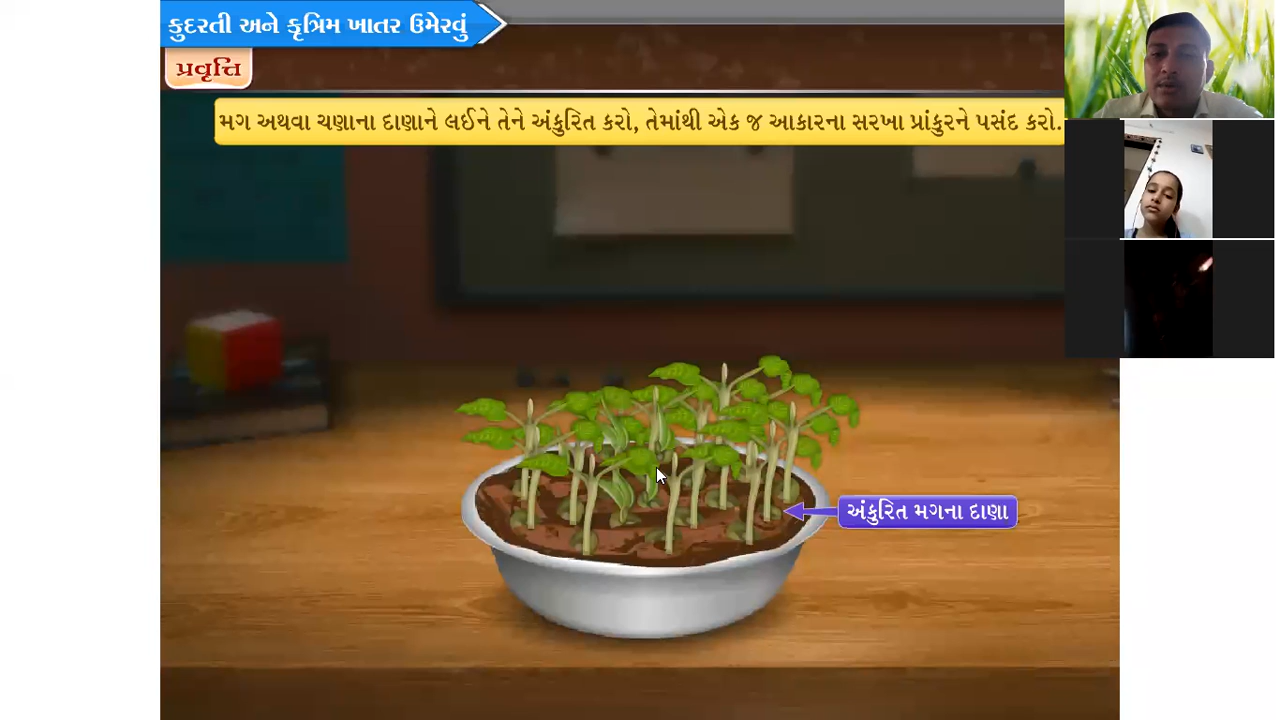 કુદરતી અને કૃત્રિમ ખાતર ઉમેરવું
પ્રવૃત્તિ
મગ અથવા ચણાના દાણાને લઈને તેને અંકુરિત કરો, તેમાંથી એક જ આકારના સરખા પ્રાંકુરને પસંદ કરો.
અંકુરિત મગના દાણા